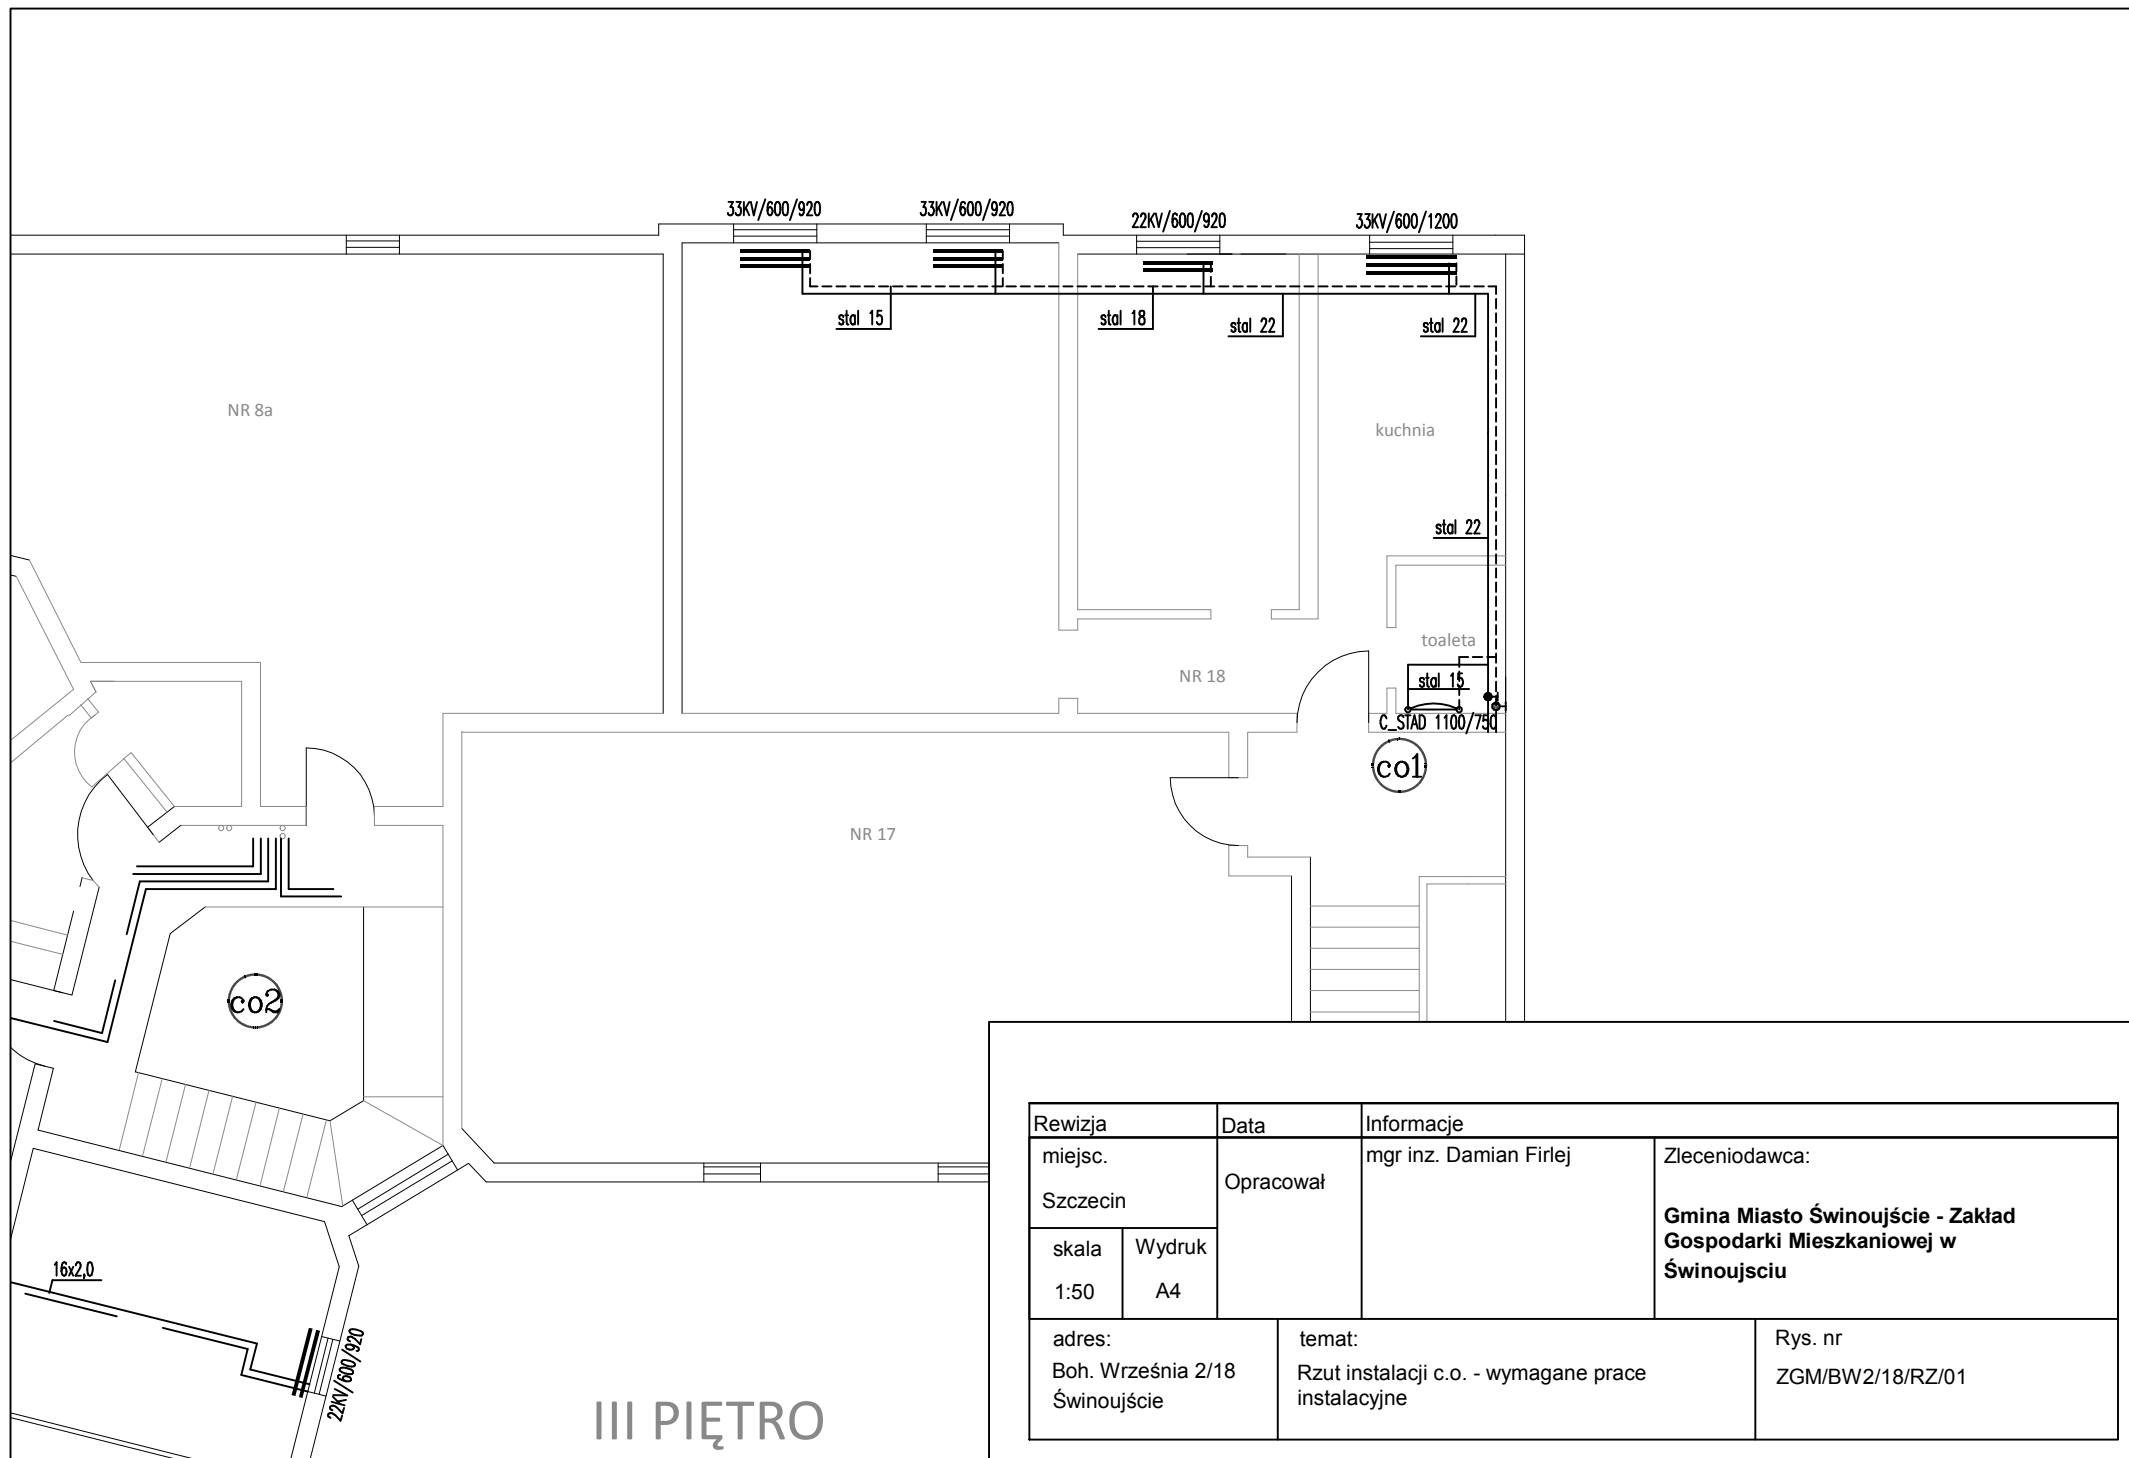 33KV/600/920
33KV/600/920
22KV/600/920
33KV/600/1200
stal 15
stal 18
stal 22
stal 22
NR 8a
kuchnia
stal 22
toaleta
NR 18
stal 15
C_STAD 1100/750
co1
NR 17
co2
16x2,0
22KV/600/920
III PIĘTRO
Rewizja
Data
Informacje
miejsc.
Szczecin
Opracował
mgr inz. Damian Firlej
Zleceniodawca:
Gmina Miasto Świnoujście - Zakład
Gospodarki Mieszkaniowej w
Świnoujsciu
skala
1:50
Wydruk
A4
adres:
Boh. Września 2/18
Świnoujście
temat:
Rzut instalacji c.o. - wymagane prace
instalacyjne
Rys. nr
ZGM/BW2/18/RZ/01